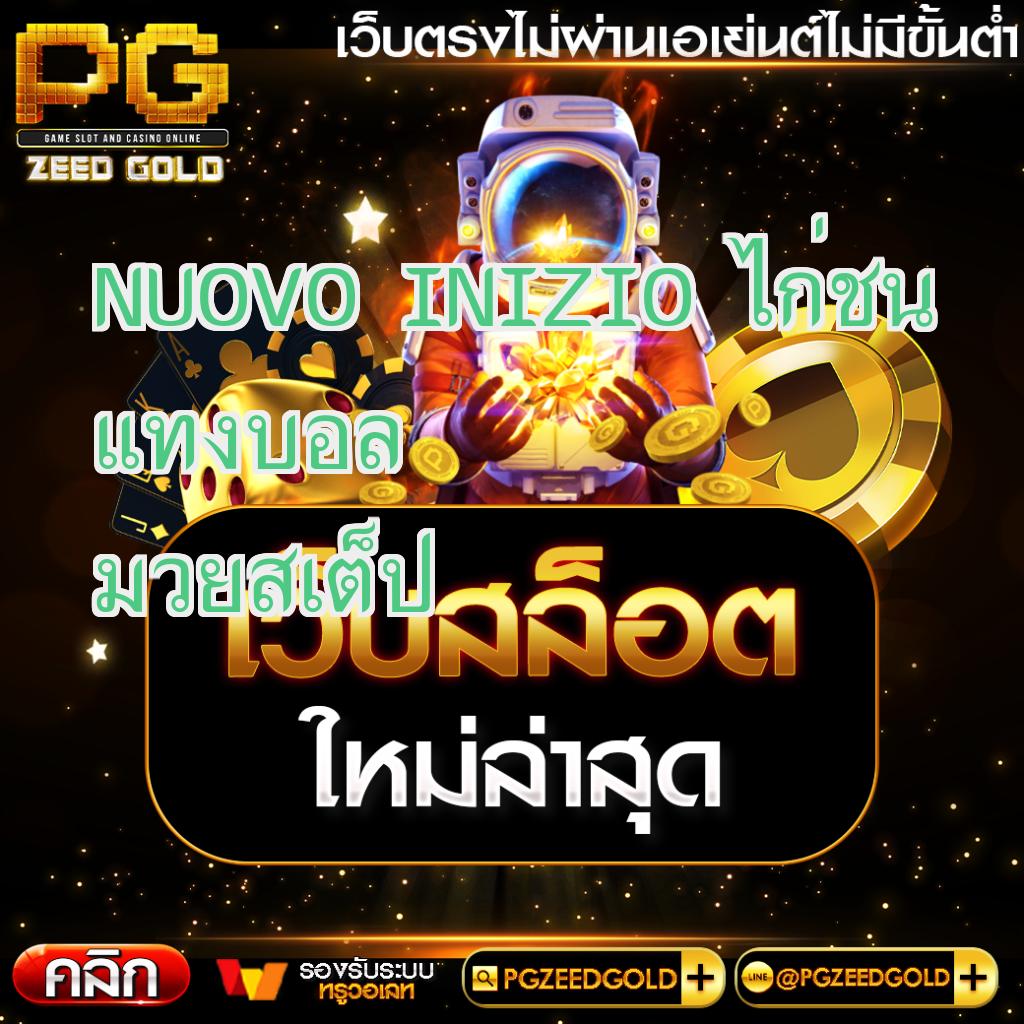 เว็บตรงไม่ผ่านเอเย่นต์ไม่มีขั้นต่ำ
PG
GAME SLOT AND CASINO ONLINE
ZEED GOLD
NUOVO INIZIO ไก่ชน
แทงบอล
มวยสเต็ป
เว็บสล็อต
ใหม่ล่าสุด
คลิก
รองรับระบบ
ทรูวอเลท
PGZEEDGOLD +
LINE @PGZEEDGOLD +